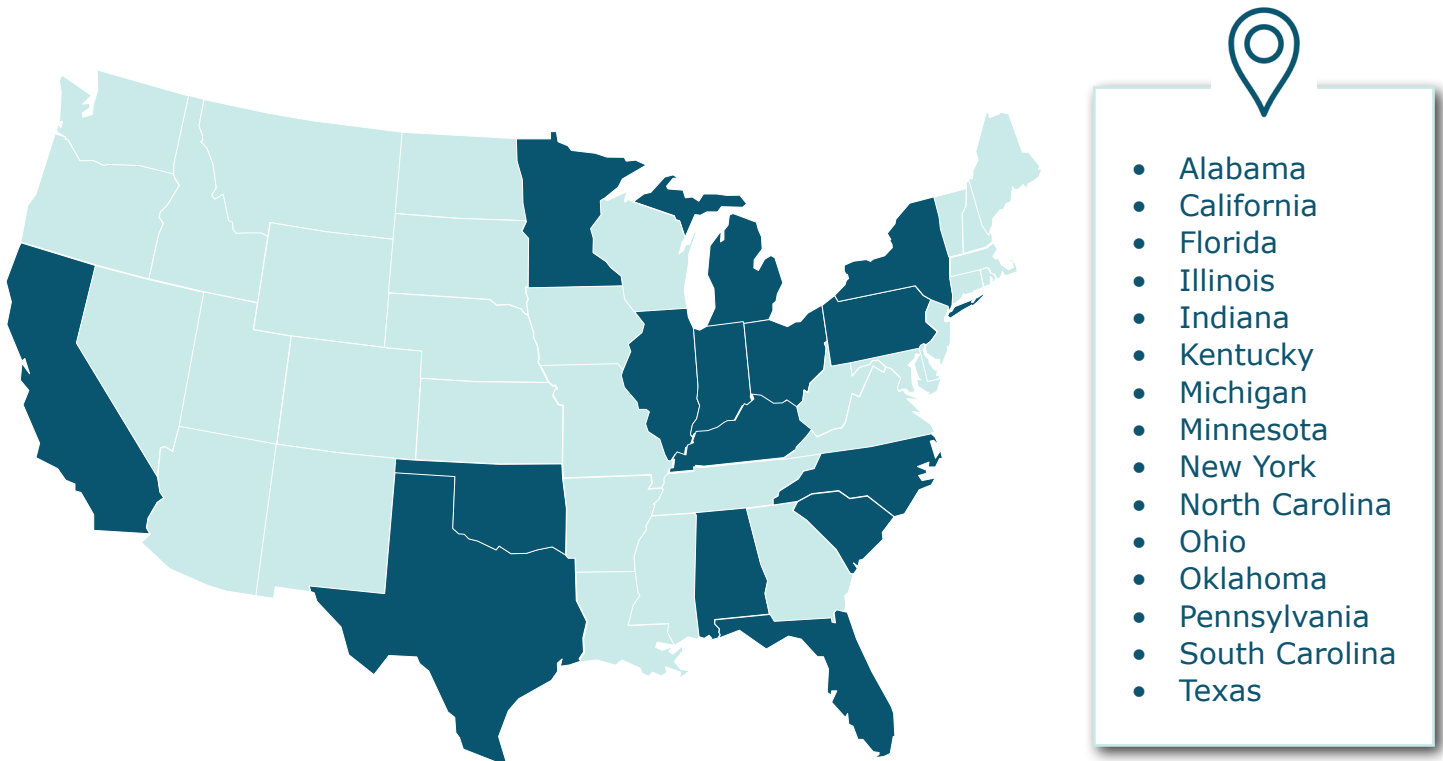 • Alabama
• California
• Florida
• Illinois
• Indiana
• Kentucky
• Michigan
• Minnesota
• New York
• North Carolina
• Ohio
• Oklahoma
• Pennsylvania
• South Carolina
• Texas